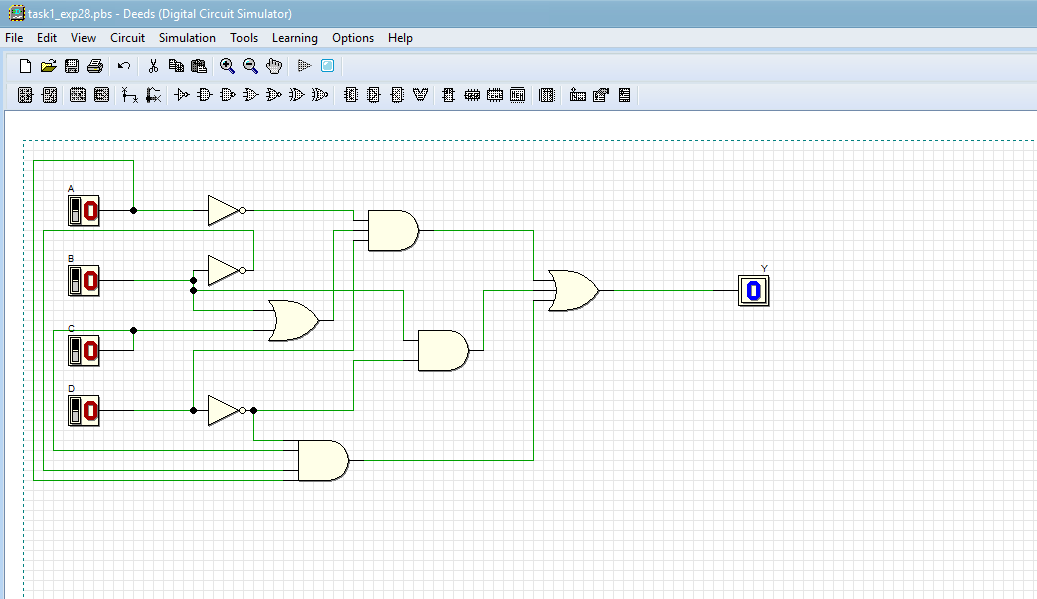 task1_exp28.pbs - Deeds (Digital Circuit Simulator)
File Edit View Circuit Simulation Tools Learning Options Help
A
0
B
0
C
0
D
0
Y
0